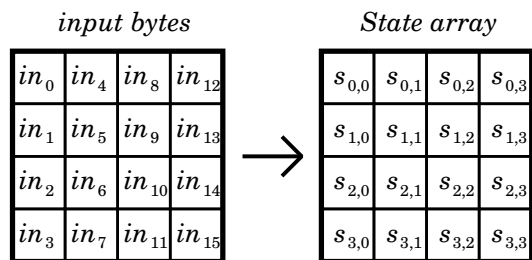 input bytes State array
in₀ in₄ in₈ in₁₂ s₀,₀ s₀,₁ s₀,₂ s₀,₃
in₁ in₅ in₉ in₁₃ s₁,₀ s₁,₁ s₁,₂ s₁,₃
in₂ in₆ in₁₀ in₁₄ s₂,₀ s₂,₁ s₂,₂ s₂,₃
in₃ in₇ in₁₁ in₁₅ s₃,₀ s₃,₁ s₃,₂ s₃,₃